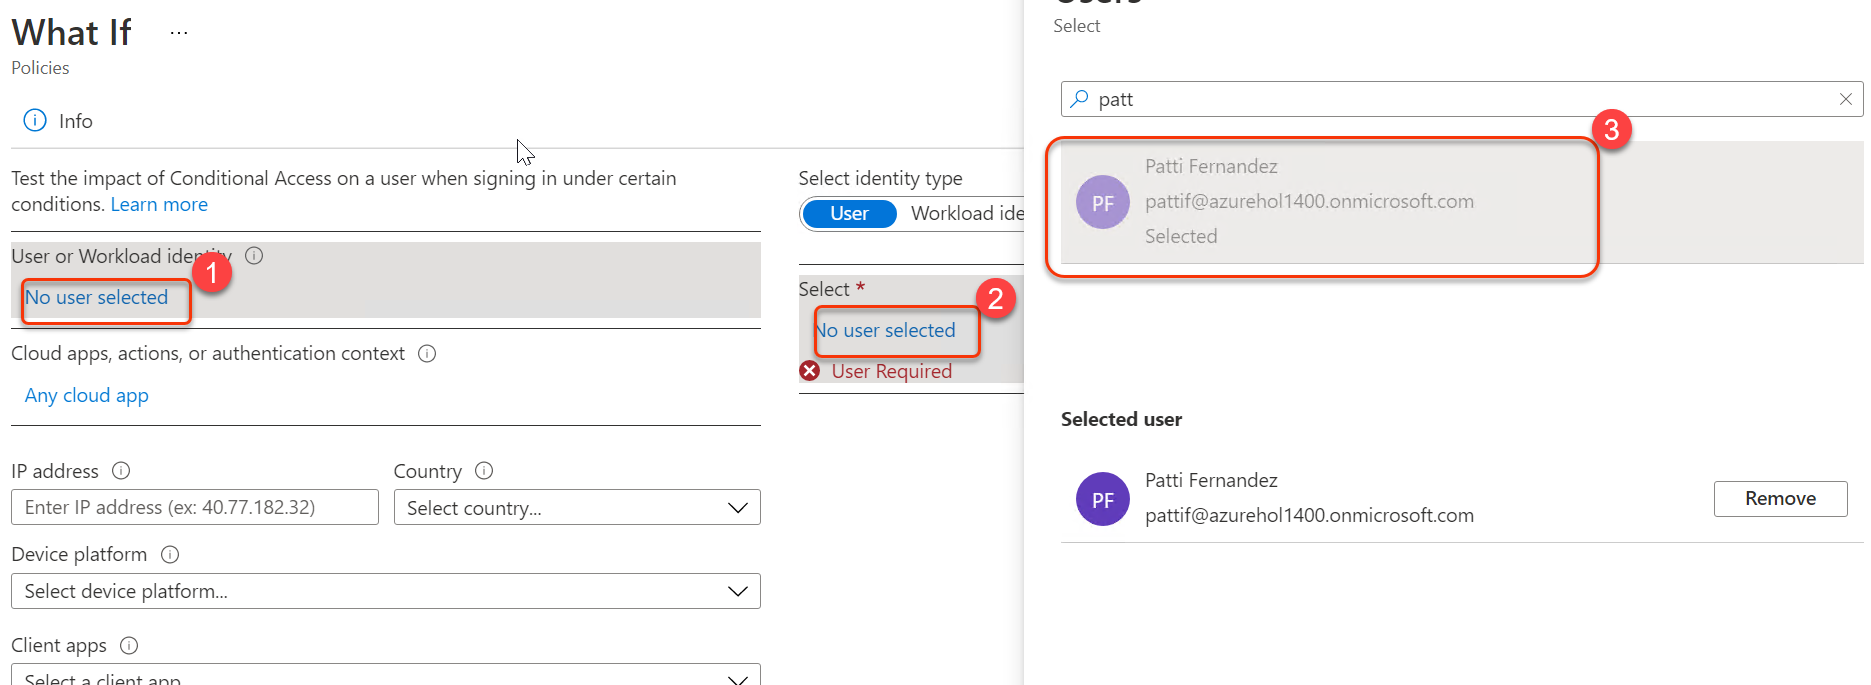 What If ...
Policies
Info
Test the impact of Conditional Access on a user when signing in under certain
conditions. Learn more
User or Workload identity
1
No user selected
Cloud apps, actions, or authentication context
Any cloud app
IP address
Country
Enter IP address (ex: 40.77.182.32)
Select country...
Device platform
Select device platform...
Client apps
Select a client app
Select identity type
User
Workload ide
Select *
2
No user selected
User Required
Users
Select
patt
3
Patti Fernandez
PF
pattif@azurehol1400.onmicrosoft.com
Selected
Selected user
Patti Fernandez
PF
pattif@azurehol1400.onmicrosoft.com
Remove